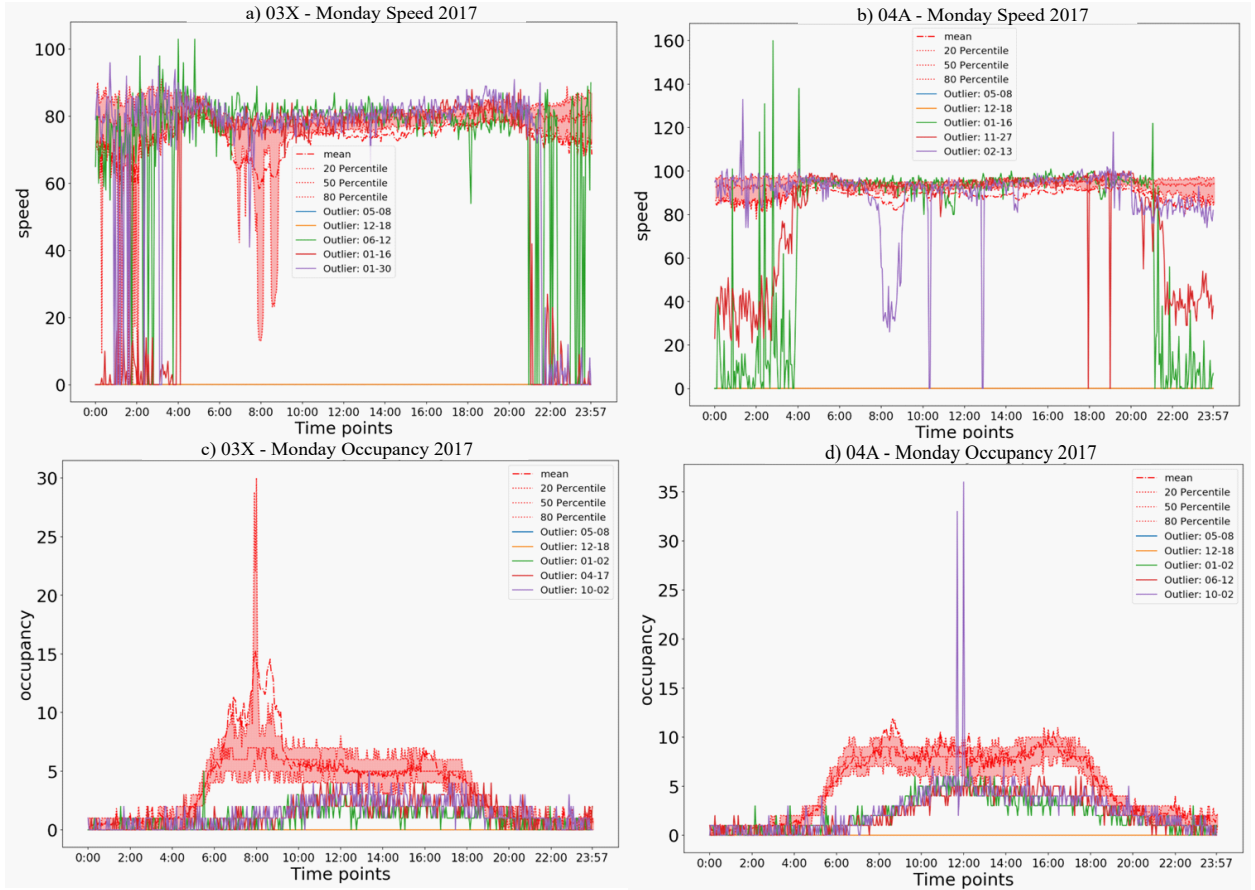 a) 03X - Monday Speed 2017
100
80
60
40
20
0
speed
mean
20 Percentile
50 Percentile
80 Percentile
Outlier: 05-08
Outlier: 12-18
Outlier: 06-12
Outlier: 01-16
Outlier: 01-30
0:00 2:00 4:00 6:00 8:00 10:00 12:00 14:00 16:00 18:00 20:00 22:00 23:57
Time points
b) 04A - Monday Speed 2017
160
140
120
100
80
60
40
20
0
speed
mean
20 Percentile
50 Percentile
80 Percentile
Outlier: 05-08
Outlier: 12-18
Outlier: 01-16
Outlier: 11-27
Outlier: 02-13
0:00 2:00 4:00 6:00 8:00 10:00 12:00 14:00 16:00 18:00 20:00 22:00 23:57
Time points
c) 03X - Monday Occupancy 2017
30
25
20
15
10
5
0
occupancy
mean
20 Percentile
50 Percentile
80 Percentile
Outlier: 05-08
Outlier: 12-18
Outlier: 01-02
Outlier: 04-17
Outlier: 10-02
0:00 2:00 4:00 6:00 8:00 10:00 12:00 14:00 16:00 18:00 20:00 22:00 23:57
Time points
d) 04A - Monday Occupancy 2017
35
30
25
20
15
10
5
0
occupancy
mean
20 Percentile
50 Percentile
80 Percentile
Outlier: 05-08
Outlier: 12-18
Outlier: 01-02
Outlier: 06-12
Outlier: 10-02
0:00 2:00 4:00 6:00 8:00 10:00 12:00 14:00 16:00 18:00 20:00 22:00 23:57
Time points